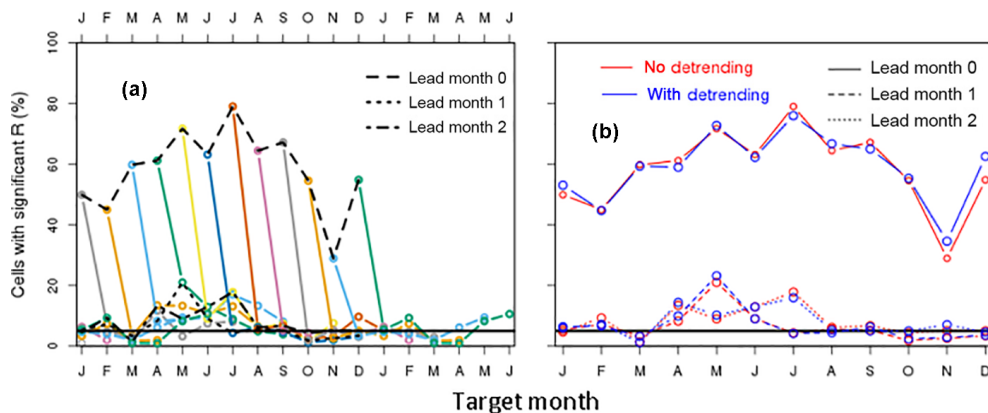 J F M A M J J A S O N D J F M A M J
100
80
60
40
20
0
Cells with significant R (%)
(a)
Lead month 0
Lead month 1
Lead month 2
J F M A M J J A S O N D J F M A M J
No detrending
With detrending
Lead month 0
Lead month 1
Lead month 2
(b)
J F M A M J J A S O N D
Target month